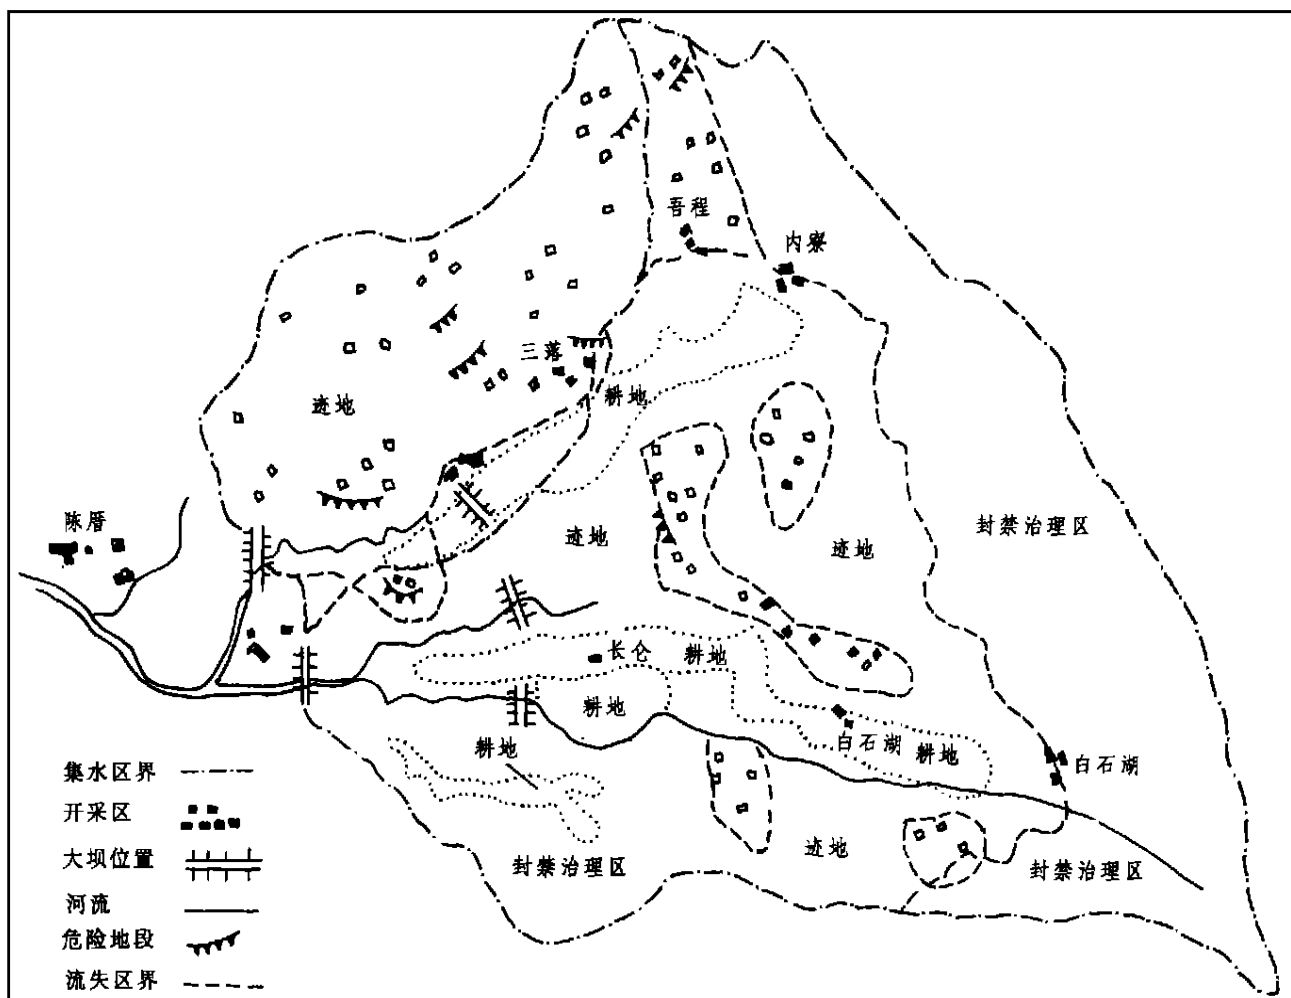 吾程
内寮
三落
耕地
迹地
陈厝
封禁治理区
迹地
迹地
长仑
耕地
耕地
耕地
白石湖
耕地
白石湖
集水区界
开采区
大坝位置
河流
危险地段
流失区界
封禁治理区
迹地
封禁治理区